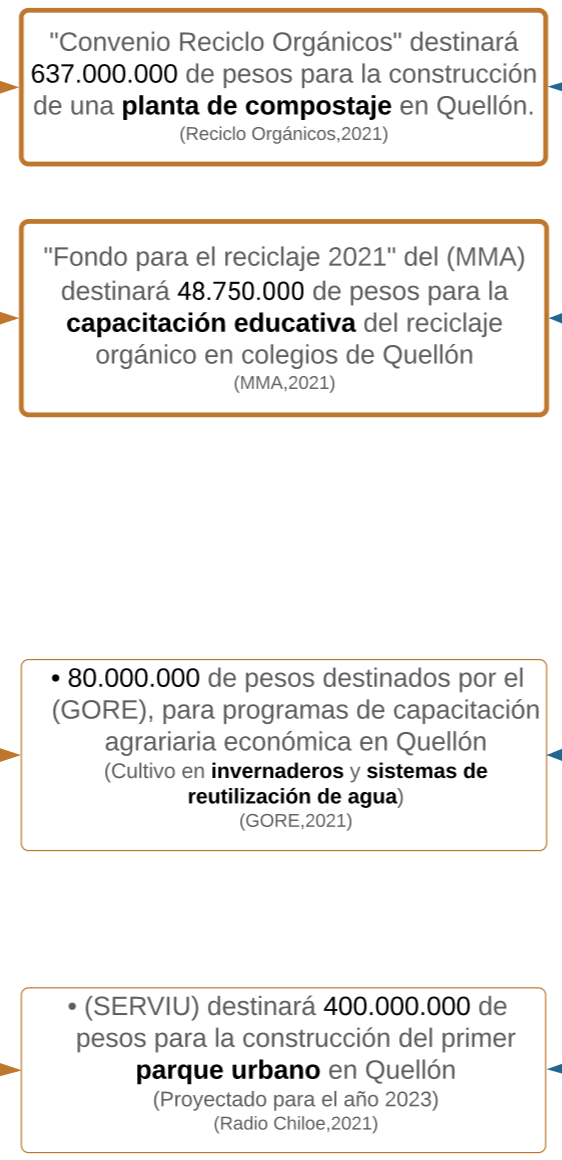 "Convenio Reciclo Orgánicos" destinará
637.000.000 de pesos para la construcción
de una planta de compostaje en Quellón.
(Reciclo Orgánicos,2021)
"Fondo para el reciclaje 2021" del (MMA)
destinará 48.750.000 de pesos para la
capacitación educativa del reciclaje
orgánico en colegios de Quellón
(MMA,2021)
• 80.000.000 de pesos destinados por el
(GORE), para programas de capacitación
agrariaria económica en Quellón
(Cultivo en invernaderos y sistemas de
reutilización de agua)
(GORE,2021)
• (SERVIU) destinará 400.000.000 de
pesos para la construcción del primer
parque urbano en Quellón
(Proyectado para el año 2023)
(Radio Chiloe,2021)